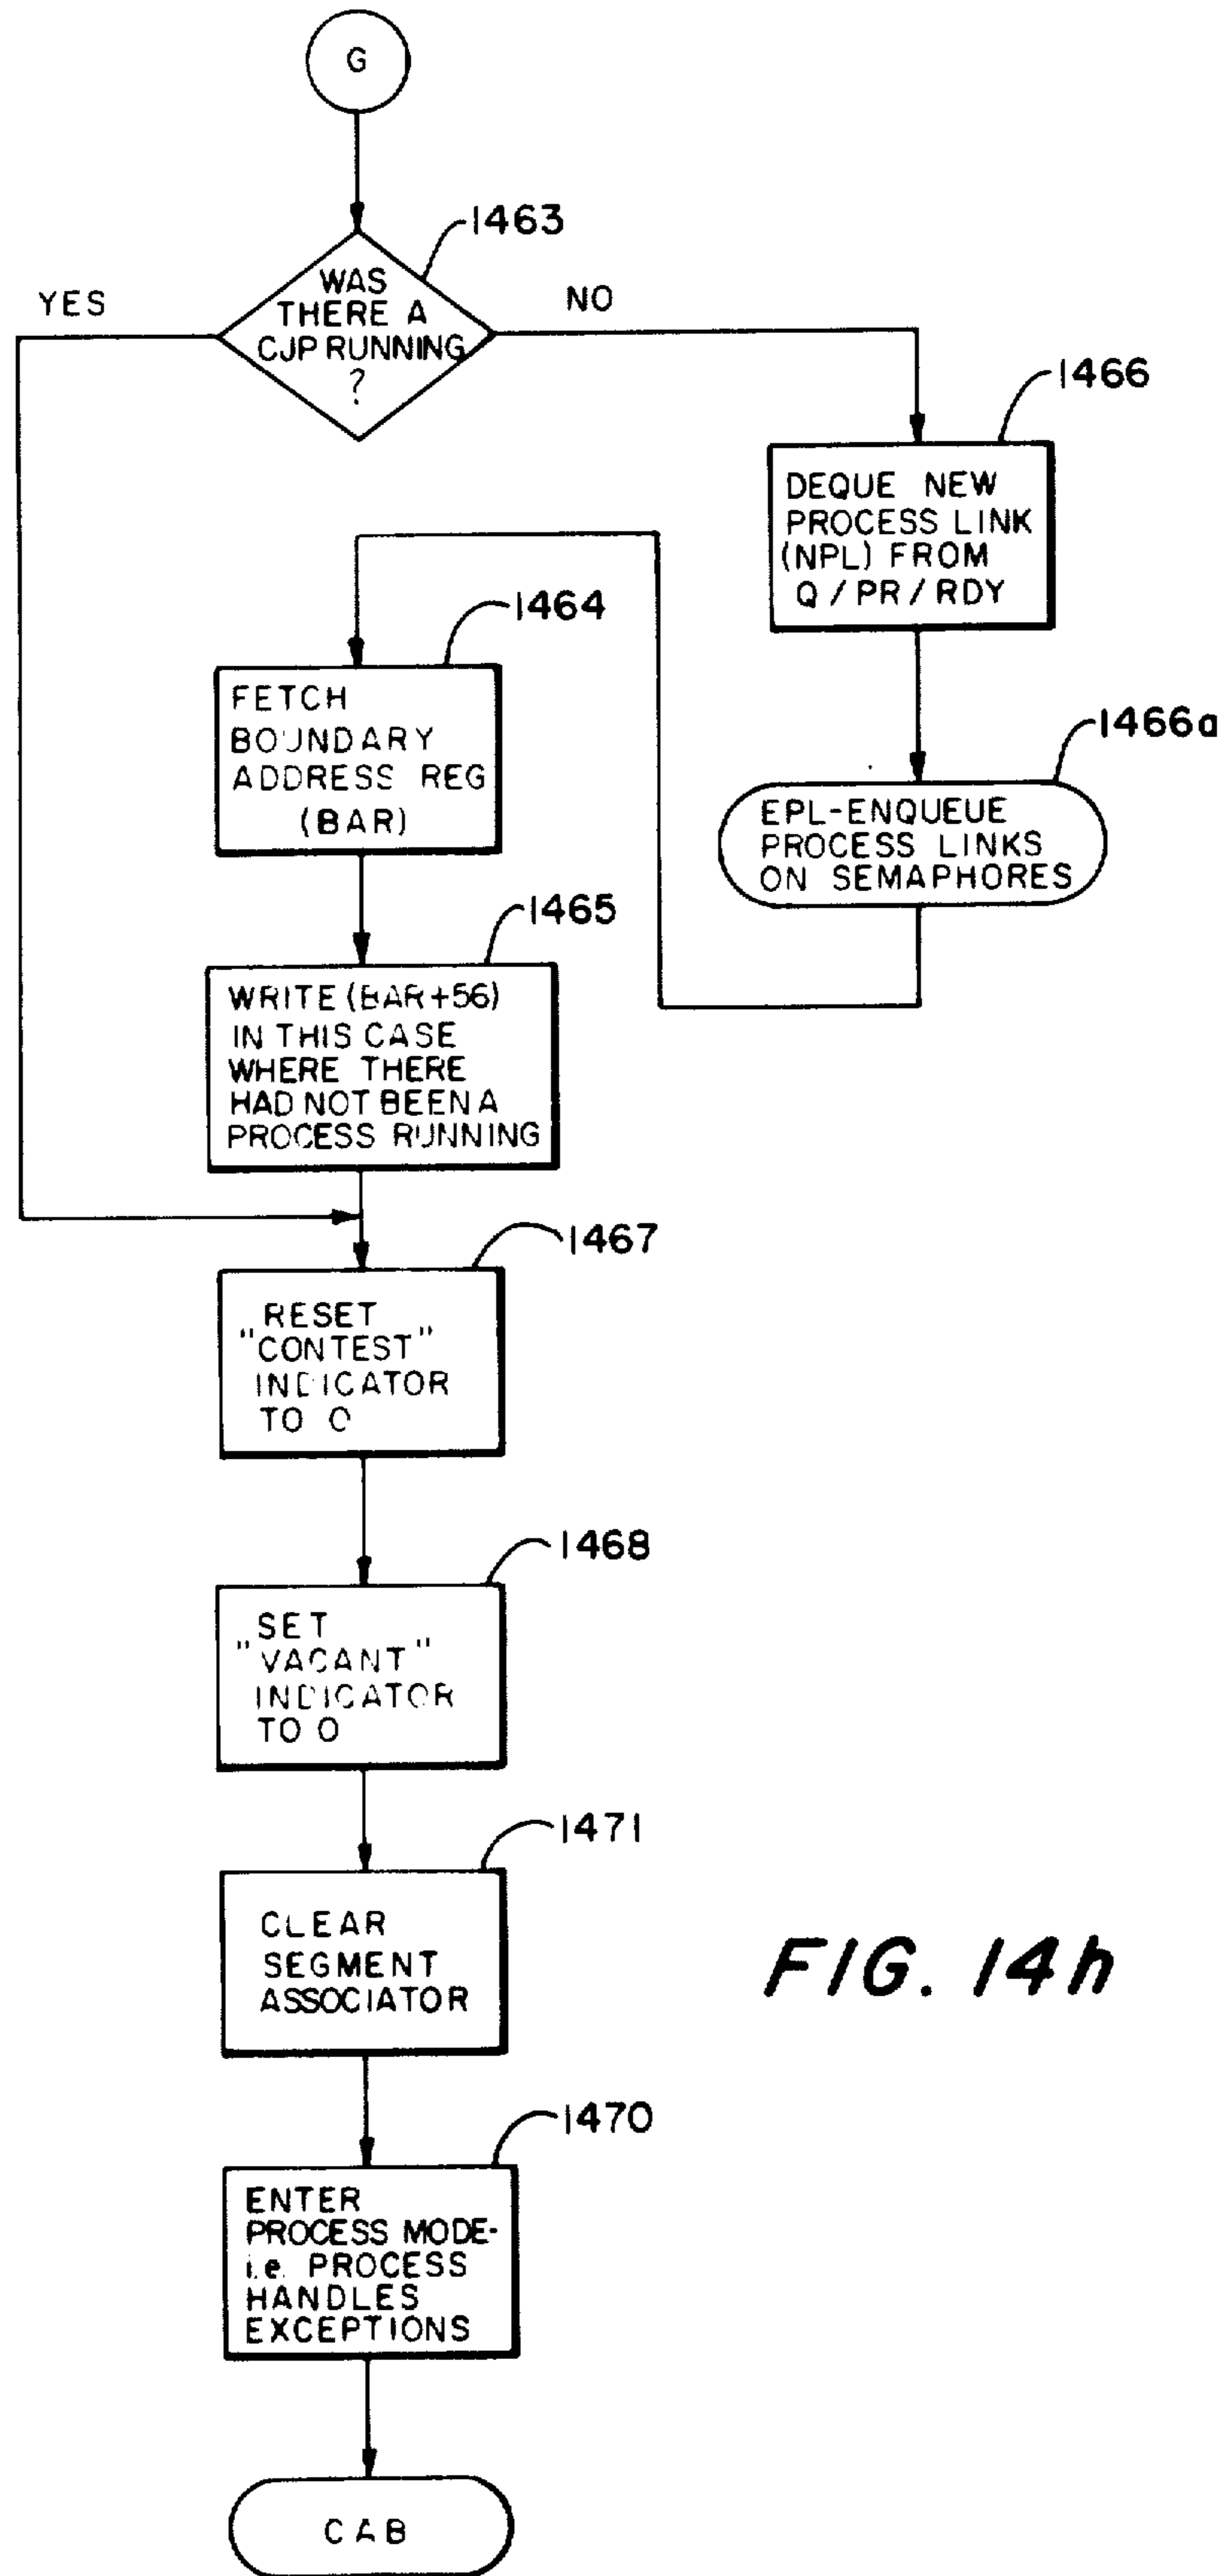 G
1463
WAS
THERE A
CJP RUNNING
?
YES
NO
1466
DEQUE NEW
PROCESS LINK
(NPL) FROM
Q / PR / RDY
1466a
EPL-ENQUEUE
PROCESS LINKS
ON SEMAPHORES
1464
FETCH
BOUNDARY
ADDRESS REG
(BAR)
1465
WRITE (BAR+56)
IN THIS CASE
WHERE THERE
HAD NOT BEEN A
PROCESS RUNNING
1467
RESET
"CONTEST"
INDICATOR
TO 0
1468
SET
"VACANT"
INDICATOR
TO 0
1471
CLEAR
SEGMENT
ASSOCIATOR
1470
ENTER
PROCESS MODE-
i.e. PROCESS
HANDLES
EXCEPTIONS
CAB
FIG. 14h